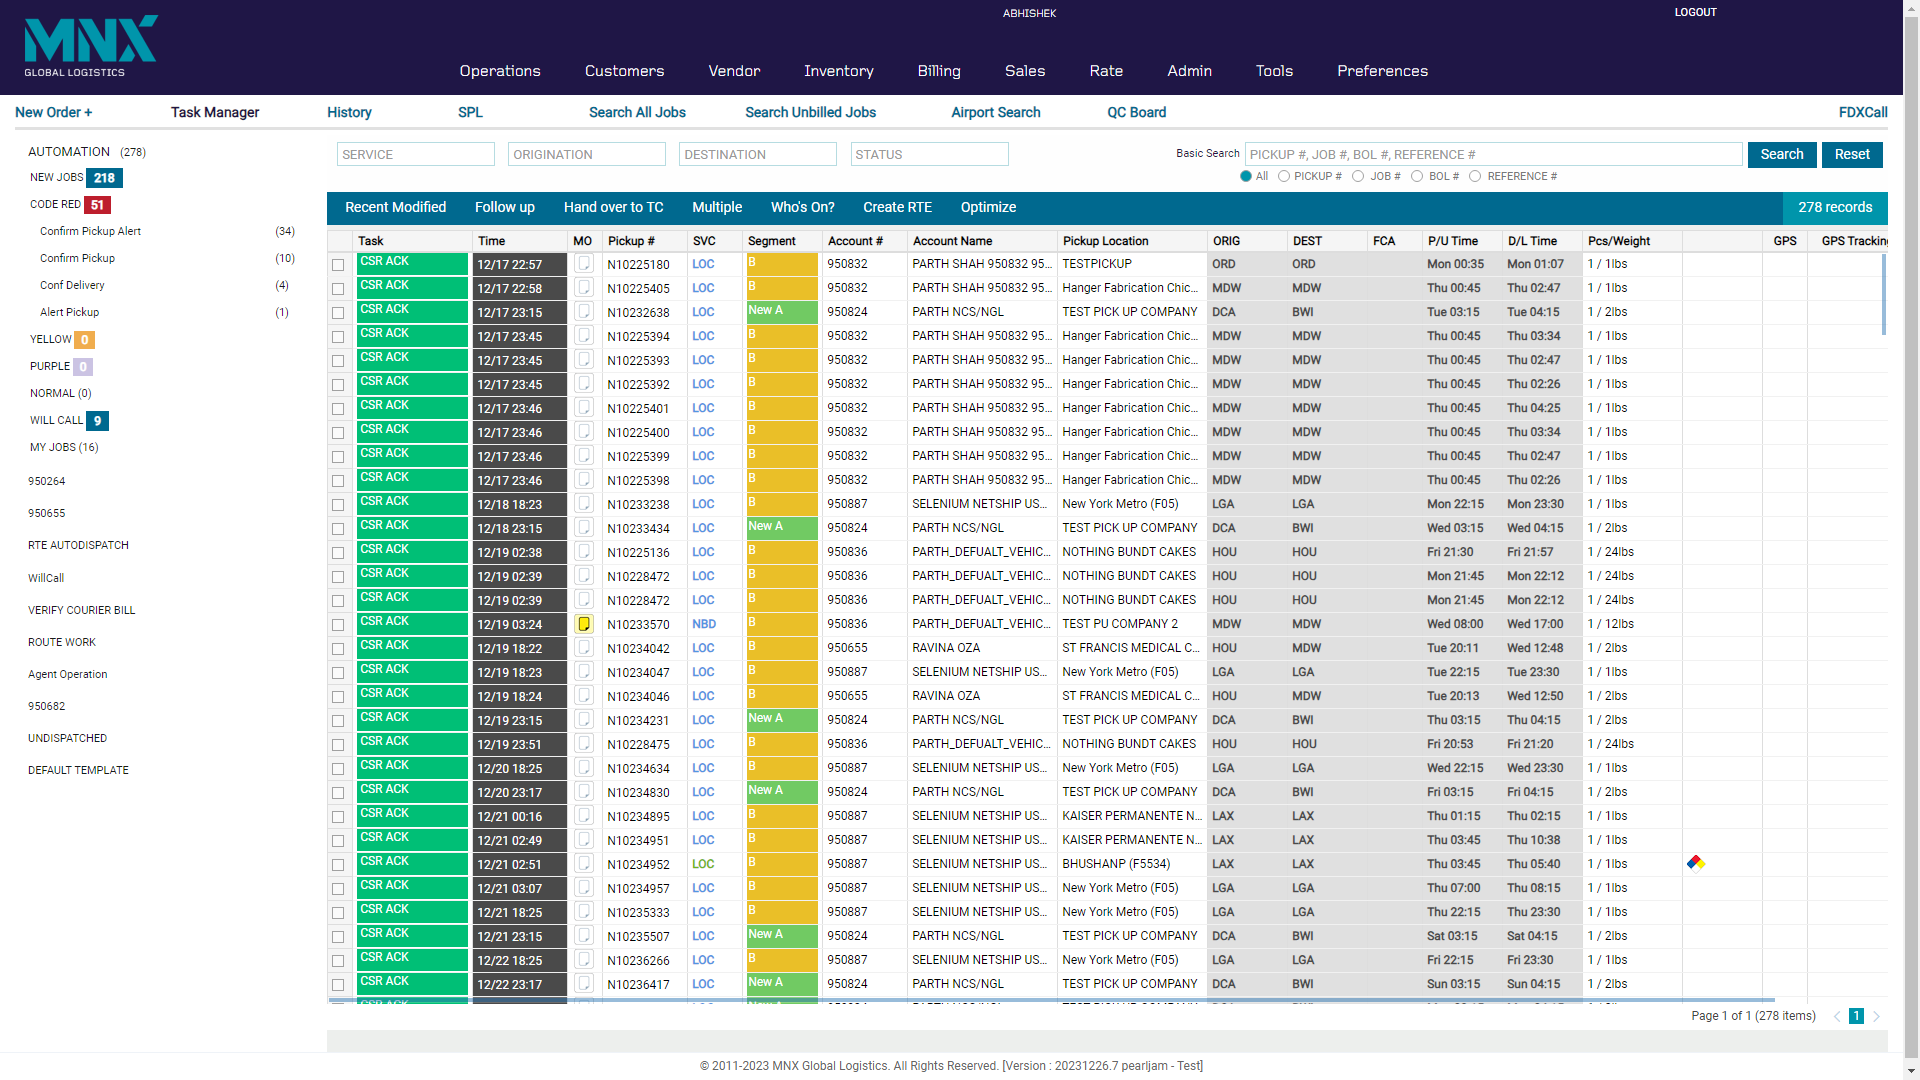 MNX
GLOBAL LOGISTICS
ABHISHEK
LOGOUT
Operations Customers Vendor Inventory Billing Sales Rate Admin Tools Preferences
New Order + Task Manager History SPL Search All Jobs Search Unbilled Jobs Airport Search QC Board FDXCall
AUTOMATION (278)
NEW JOBS 218
CODE RED 51
Confirm Pickup Alert (34)
Confirm Pickup (10)
Conf Delivery (4)
Alert Pickup (1)
YELLOW 0
PURPLE 0
NORMAL (0)
WILL CALL 9
MY JOBS (16)
950264
950655
RTE AUTODISPATCH
WillCall
VERIFY COURIER BILL
ROUTE WORK
Agent Operation
950682
UNDISPATCHED
DEFAULT TEMPLATE
SERVICE ORIGINATION DESTINATION STATUS Basic Search PICKUP #, JOB #, BOL #, REFERENCE # Search Reset
All PICKUP # JOB # BOL # REFERENCE #
Recent Modified Follow up Hand over to TC Multiple Who's On? Create RTE Optimize 278 records
Task Time MO Pickup # SVC Segment Account # Account Name Pickup Location ORIG DEST FCA P/U Time D/L Time Pcs/Weight GPS GPS Tracking
CSR ACK 12/17 22:57 N10225180 LOC B 950832 PARTH SHAH 950832 95... TESTPICKUP ORD ORD Mon 00:35 Mon 01:07 1 / 1lbs
CSR ACK 12/17 22:58 N10225405 LOC B 950832 PARTH SHAH 950832 95... Hanger Fabrication Chic... MDW MDW Thu 00:45 Thu 02:47 1 / 1lbs
CSR ACK 12/17 23:15 N10232638 LOC New A 950824 PARTH NCS/NGL TEST PICK UP COMPANY DCA BWI Tue 03:15 Tue 04:15 1 / 2lbs
CSR ACK 12/17 23:45 N10225394 LOC B 950832 PARTH SHAH 950832 95... Hanger Fabrication Chic... MDW MDW Thu 00:45 Thu 03:34 1 / 1lbs
CSR ACK 12/17 23:45 N10225393 LOC B 950832 PARTH SHAH 950832 95... Hanger Fabrication Chic... MDW MDW Thu 00:45 Thu 02:47 1 / 1lbs
CSR ACK 12/17 23:45 N10225392 LOC B 950832 PARTH SHAH 950832 95... Hanger Fabrication Chic... MDW MDW Thu 00:45 Thu 02:26 1 / 1lbs
CSR ACK 12/17 23:46 N10225401 LOC B 950832 PARTH SHAH 950832 95... Hanger Fabrication Chic... MDW MDW Thu 00:45 Thu 04:25 1 / 1lbs
CSR ACK 12/17 23:46 N10225400 LOC B 950832 PARTH SHAH 950832 95... Hanger Fabrication Chic... MDW MDW Thu 00:45 Thu 03:34 1 / 1lbs
CSR ACK 12/17 23:46 N10225399 LOC B 950832 PARTH SHAH 950832 95... Hanger Fabrication Chic... MDW MDW Thu 00:45 Thu 02:47 1 / 1lbs
CSR ACK 12/17 23:46 N10225398 LOC B 950832 PARTH SHAH 950832 95... Hanger Fabrication Chic... MDW MDW Thu 00:45 Thu 02:26 1 / 1lbs
CSR ACK 12/18 18:23 N10233238 LOC B 950887 SELENIUM NETSHIP US... New York Metro (F05) LGA LGA Mon 22:15 Mon 23:30 1 / 1lbs
CSR ACK 12/18 23:15 N10233434 LOC New A 950824 PARTH NCS/NGL TEST PICK UP COMPANY DCA BWI Wed 03:15 Wed 04:15 1 / 2lbs
CSR ACK 12/19 02:38 N10225136 LOC B 950836 PARTH_DEFUALT_VEHIC... NOTHING BUNDT CAKES HOU HOU Fri 21:30 Fri 21:57 1 / 24lbs
CSR ACK 12/19 02:39 N10228472 LOC B 950836 PARTH_DEFUALT_VEHIC... NOTHING BUNDT CAKES HOU HOU Mon 21:45 Mon 22:12 1 / 24lbs
CSR ACK 12/19 02:39 N10228472 LOC B 950836 PARTH_DEFUALT_VEHIC... NOTHING BUNDT CAKES HOU HOU Mon 21:45 Mon 22:12 1 / 24lbs
CSR ACK 12/19 03:24 N10233570 NBD B 950836 PARTH_DEFUALT_VEHIC... TEST PU COMPANY 2 MDW MDW Wed 08:00 Wed 17:00 1 / 12lbs
CSR ACK 12/19 18:22 N10234042 LOC B 950655 RAVINA OZA ST FRANCIS MEDICAL C... HOU MDW Tue 20:11 Wed 12:48 1 / 2lbs
CSR ACK 12/19 18:23 N10234047 LOC B 950887 SELENIUM NETSHIP US... New York Metro (F05) LGA LGA Tue 22:15 Tue 23:30 1 / 1lbs
CSR ACK 12/19 18:24 N10234046 LOC B 950655 RAVINA OZA ST FRANCIS MEDICAL C... HOU MDW Tue 20:13 Wed 12:50 1 / 2lbs
CSR ACK 12/19 23:15 N10234231 LOC New A 950824 PARTH NCS/NGL TEST PICK UP COMPANY DCA BWI Thu 03:15 Thu 04:15 1 / 2lbs
CSR ACK 12/19 23:51 N10228475 LOC B 950836 PARTH_DEFUALT_VEHIC... NOTHING BUNDT CAKES HOU HOU Fri 20:53 Fri 21:20 1 / 24lbs
CSR ACK 12/20 18:25 N10234634 LOC B 950887 SELENIUM NETSHIP US... New York Metro (F05) LGA LGA Wed 22:15 Wed 23:30 1 / 1lbs
CSR ACK 12/20 23:17 N10234830 LOC New A 950824 PARTH NCS/NGL TEST PICK UP COMPANY DCA BWI Fri 03:15 Fri 04:15 1 / 2lbs
CSR ACK 12/21 00:16 N10234895 LOC B 950887 SELENIUM NETSHIP US... KAISER PERMANENTE N... LAX LAX Thu 01:15 Thu 02:15 1 / 1lbs
CSR ACK 12/21 02:49 N10234951 LOC B 950887 SELENIUM NETSHIP US... KAISER PERMANENTE N... LAX LAX Thu 03:45 Thu 10:38 1 / 1lbs
CSR ACK 12/21 02:51 N10234952 LOC B 950887 SELENIUM NETSHIP US... BHUSHANP (F5534) LAX LAX Thu 03:45 Thu 05:40 1 / 1lbs
CSR ACK 12/21 03:07 N10234957 LOC B 950887 SELENIUM NETSHIP US... New York Metro (F05) LGA LGA Thu 07:00 Thu 08:15 1 / 1lbs
CSR ACK 12/21 18:25 N10235333 LOC B 950887 SELENIUM NETSHIP US... New York Metro (F05) LGA LGA Thu 22:15 Thu 23:30 1 / 1lbs
CSR ACK 12/21 23:15 N10235507 LOC New A 950824 PARTH NCS/NGL TEST PICK UP COMPANY DCA BWI Sat 03:15 Sat 04:15 1 / 2lbs
CSR ACK 12/22 18:25 N10236266 LOC B 950887 SELENIUM NETSHIP US... New York Metro (F05) LGA LGA Fri 22:15 Fri 23:30 1 / 1lbs
CSR ACK 12/22 23:17 N10236417 LOC New A 950824 PARTH NCS/NGL TEST PICK UP COMPANY DCA BWI Sun 03:15 Sun 04:15 1 / 2lbs
Page 1 of 1 (278 items) 1
© 2011-2023 MNX Global Logistics. All Rights Reserved. [Version : 20231226.7 pearljam - Test]